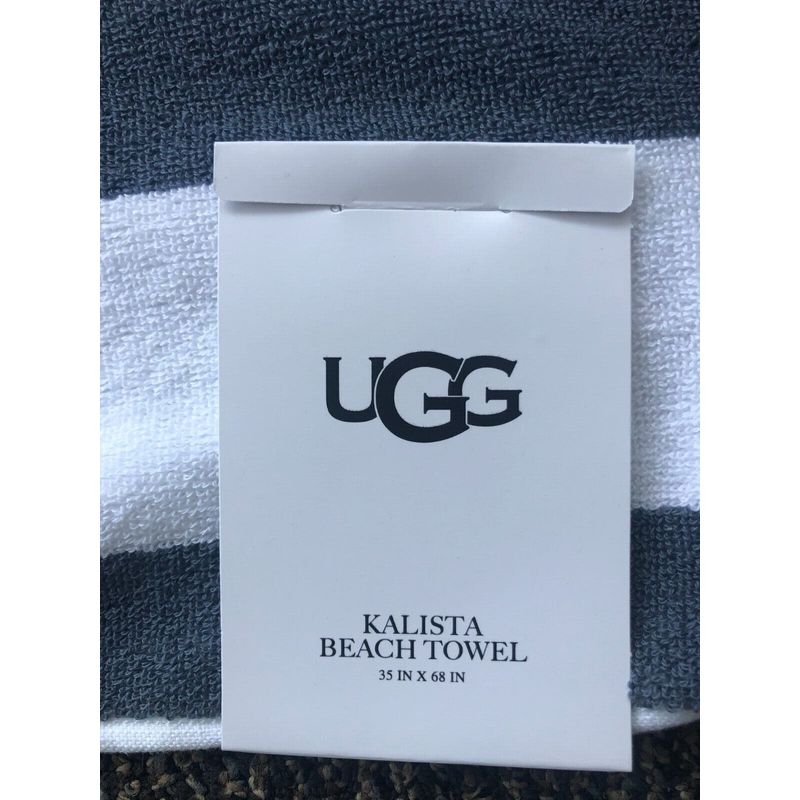 UGG
KALISTA
BEACH TOWEL
35 IN X 68 IN